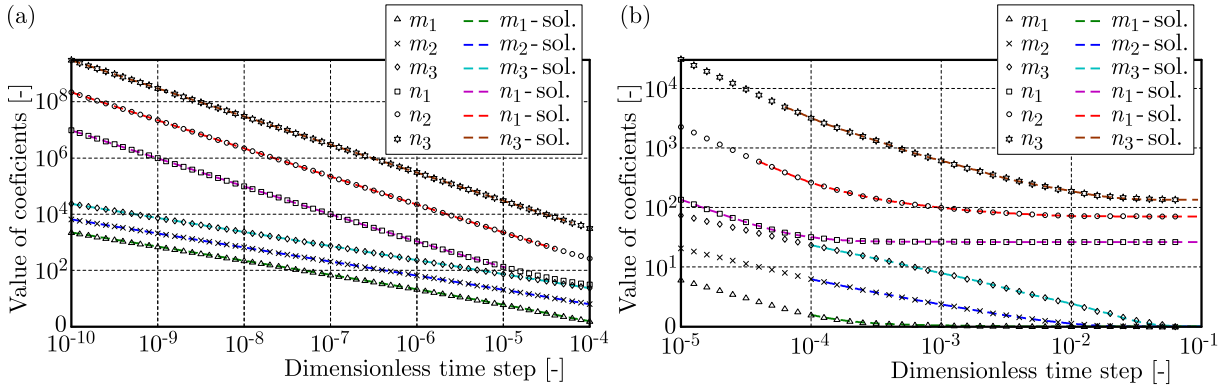 (a)
m1 m1-sol.
m2 m2-sol.
m3 m3-sol.
n1 n1-sol.
n2 n1-sol.
n3 n3-sol.
Value of coeficients [-]
10^8
10^6
10^4
10^2
0
10^-10 10^-9 10^-8 10^-7 10^-6 10^-5 10^-4
Dimensionless time step [-]
(b)
m1 m1-sol.
m2 m2-sol.
m3 m3-sol.
n1 n1-sol.
n2 n1-sol.
n3 n3-sol.
Value of coeficients [-]
10^4
10^3
10^2
10^1
0
10^-5 10^-4 10^-3 10^-2 10^-1
Dimensionless time step [-]